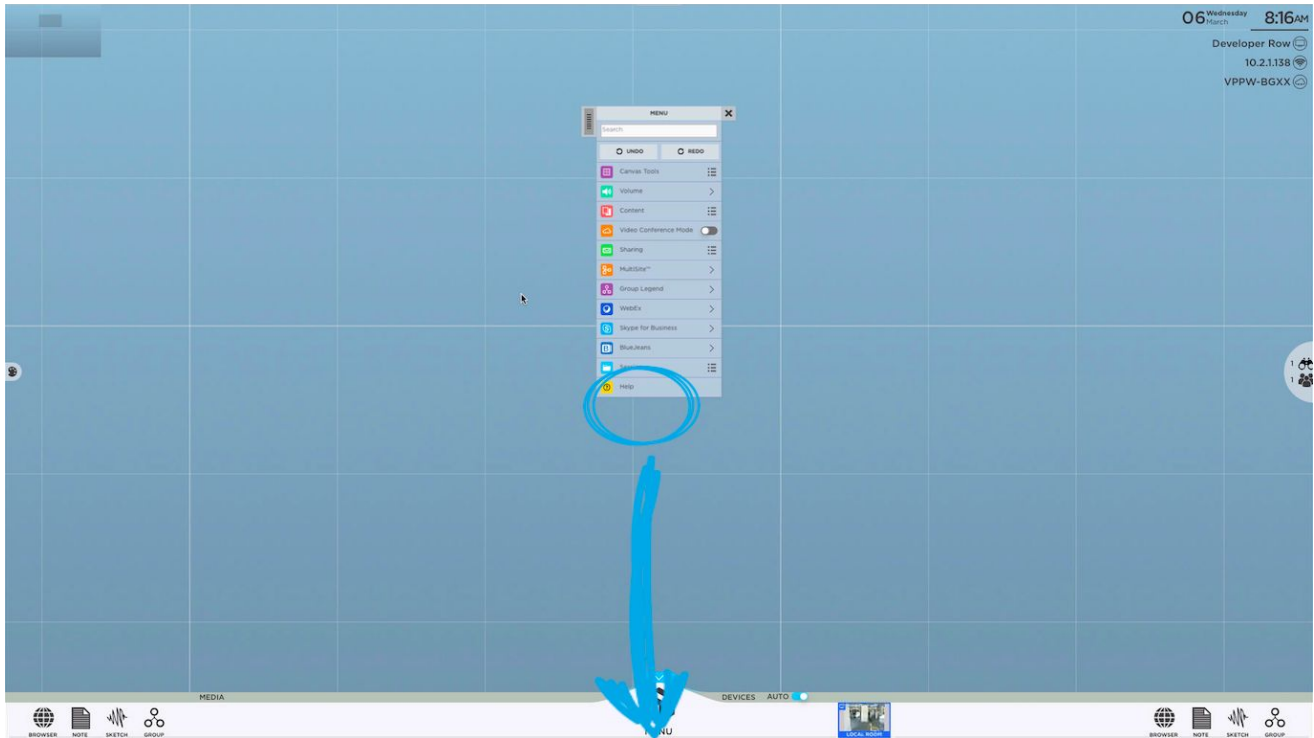 06 Wednesday March 8:16AM
Developer Row
10.2.1.138
VPPW-BGXX
MENU
Search
UNDO REDO
Canvas Tools
Volume
Content
Video Conference Mode
Sharing
MultiSite™
Group Legend
WebEx
Skype for Business
BlueJeans
Help
1
1
MEDIA DEVICES AUTO
BROWSER NOTE SKETCH GROUP LOCAL ROOM BROWSER NOTE SKETCH GROUP